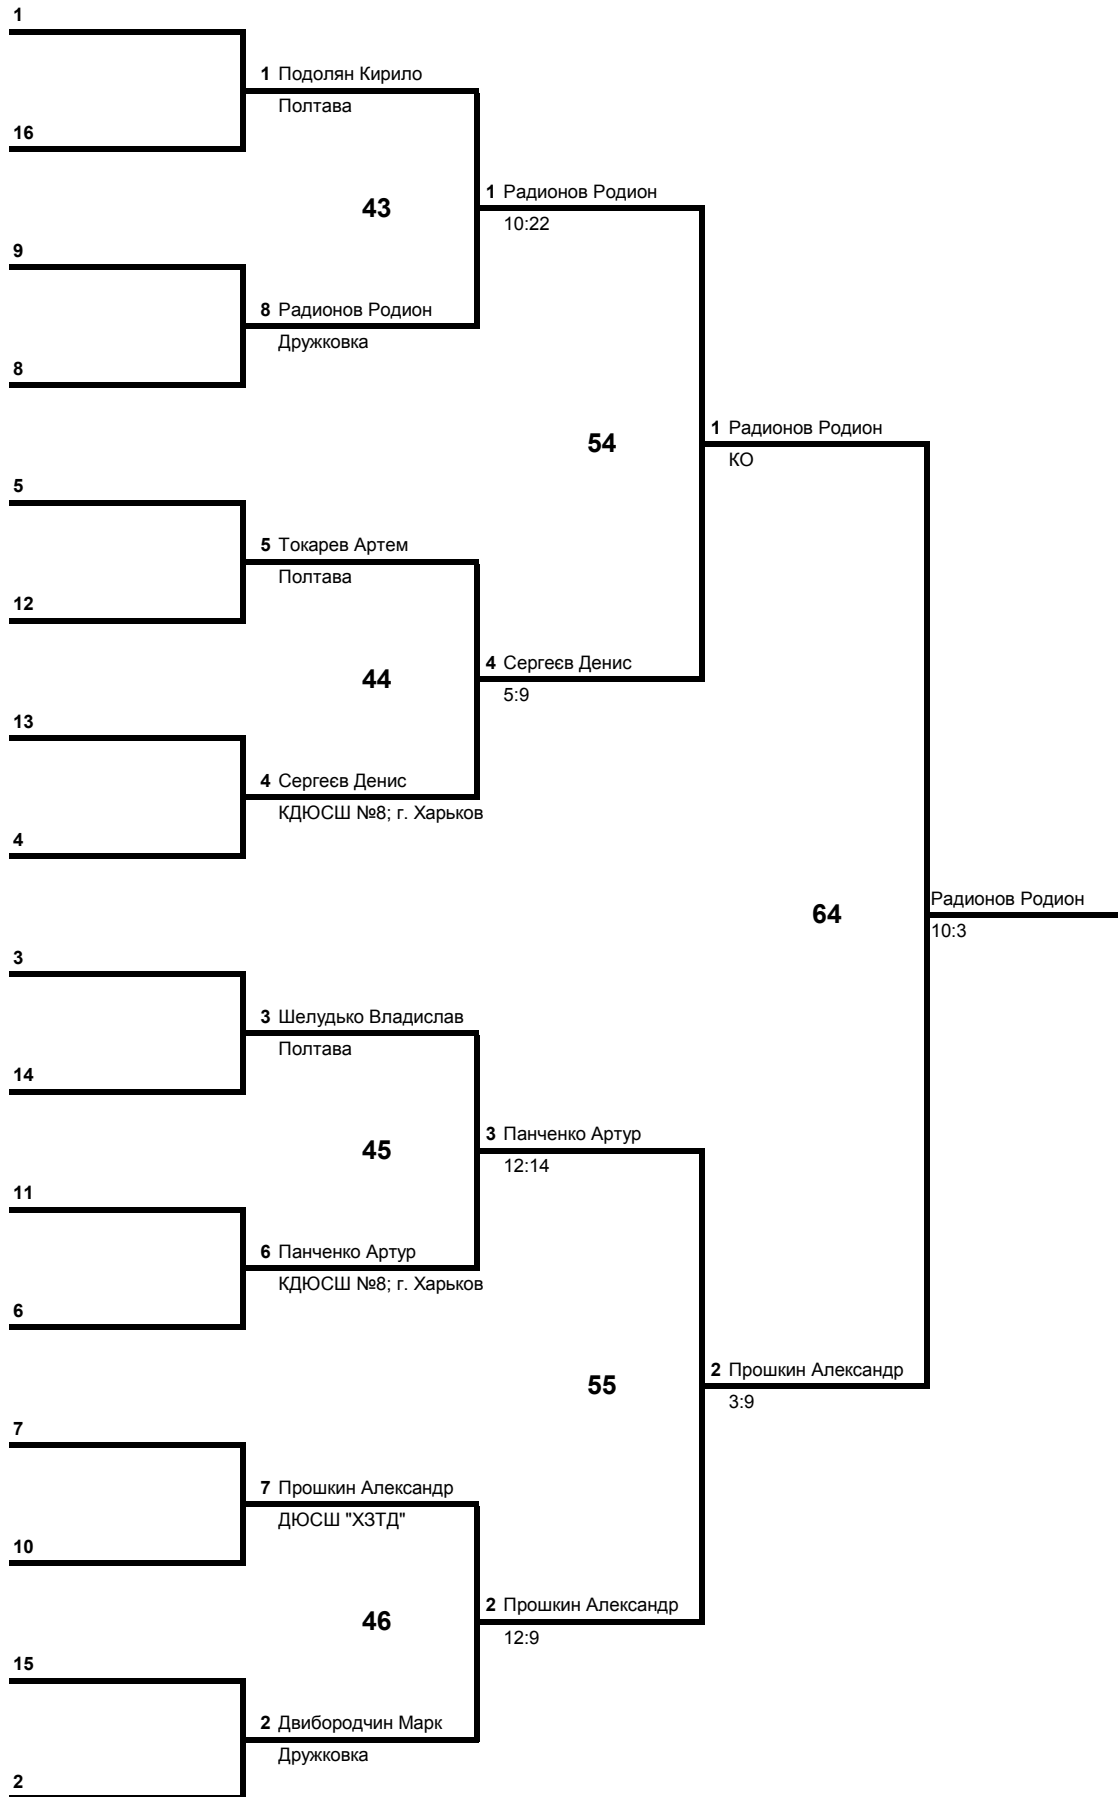 1
1 Подолян Кирило
Полтава
16
1 Радионов Родион
43
10:22
9
8 Радионов Родион
Дружковка
8
1 Радионов Родион
54
КО
5
5 Токарев Артем
Полтава
12
4 Сергеєв Денис
44
5:9
13
4 Сергеєв Денис
КДЮСШ №8; г. Харьков
4
Радионов Родион
64
10:3
3
3 Шелудько Владислав
Полтава
14
3 Панченко Артур
45
12:14
11
6 Панченко Артур
КДЮСШ №8; г. Харьков
6
2 Прошкин Александр
55
3:9
7
7 Прошкин Александр
ДЮСШ "ХЗТД"
10
2 Прошкин Александр
46
12:9
15
2 Двибородчин Марк
Дружковка
2